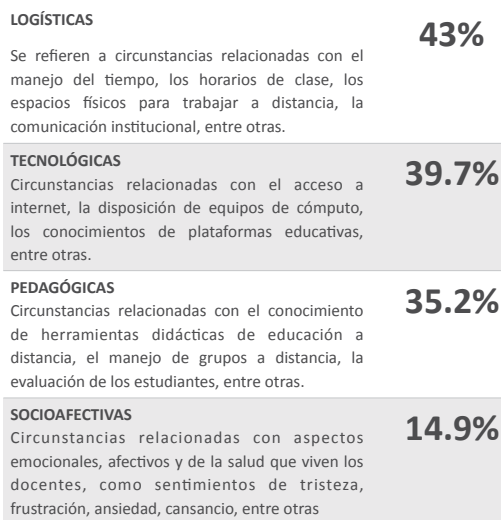 LOGÍSTICAS
43%
Se refieren a circunstancias relacionadas con el
manejo del tiempo, los horarios de clase, los
espacios físicos para trabajar a distancia, la
comunicación institucional, entre otras.
TECNOLÓGICAS
39.7%
Circunstancias relacionadas con el acceso a
internet, la disposición de equipos de cómputo,
los conocimientos de plataformas educativas,
entre otras.
PEDAGÓGICAS
35.2%
Circunstancias relacionadas con el conocimiento
de herramientas didácticas de educación a
distancia, el manejo de grupos a distancia, la
evaluación de los estudiantes, entre otras.
SOCIOAFECTIVAS
14.9%
Circunstancias relacionadas con aspectos
emocionales, afectivos y de la salud que viven los
docentes, como sentimientos de tristeza,
frustración, ansiedad, cansancio, entre otras